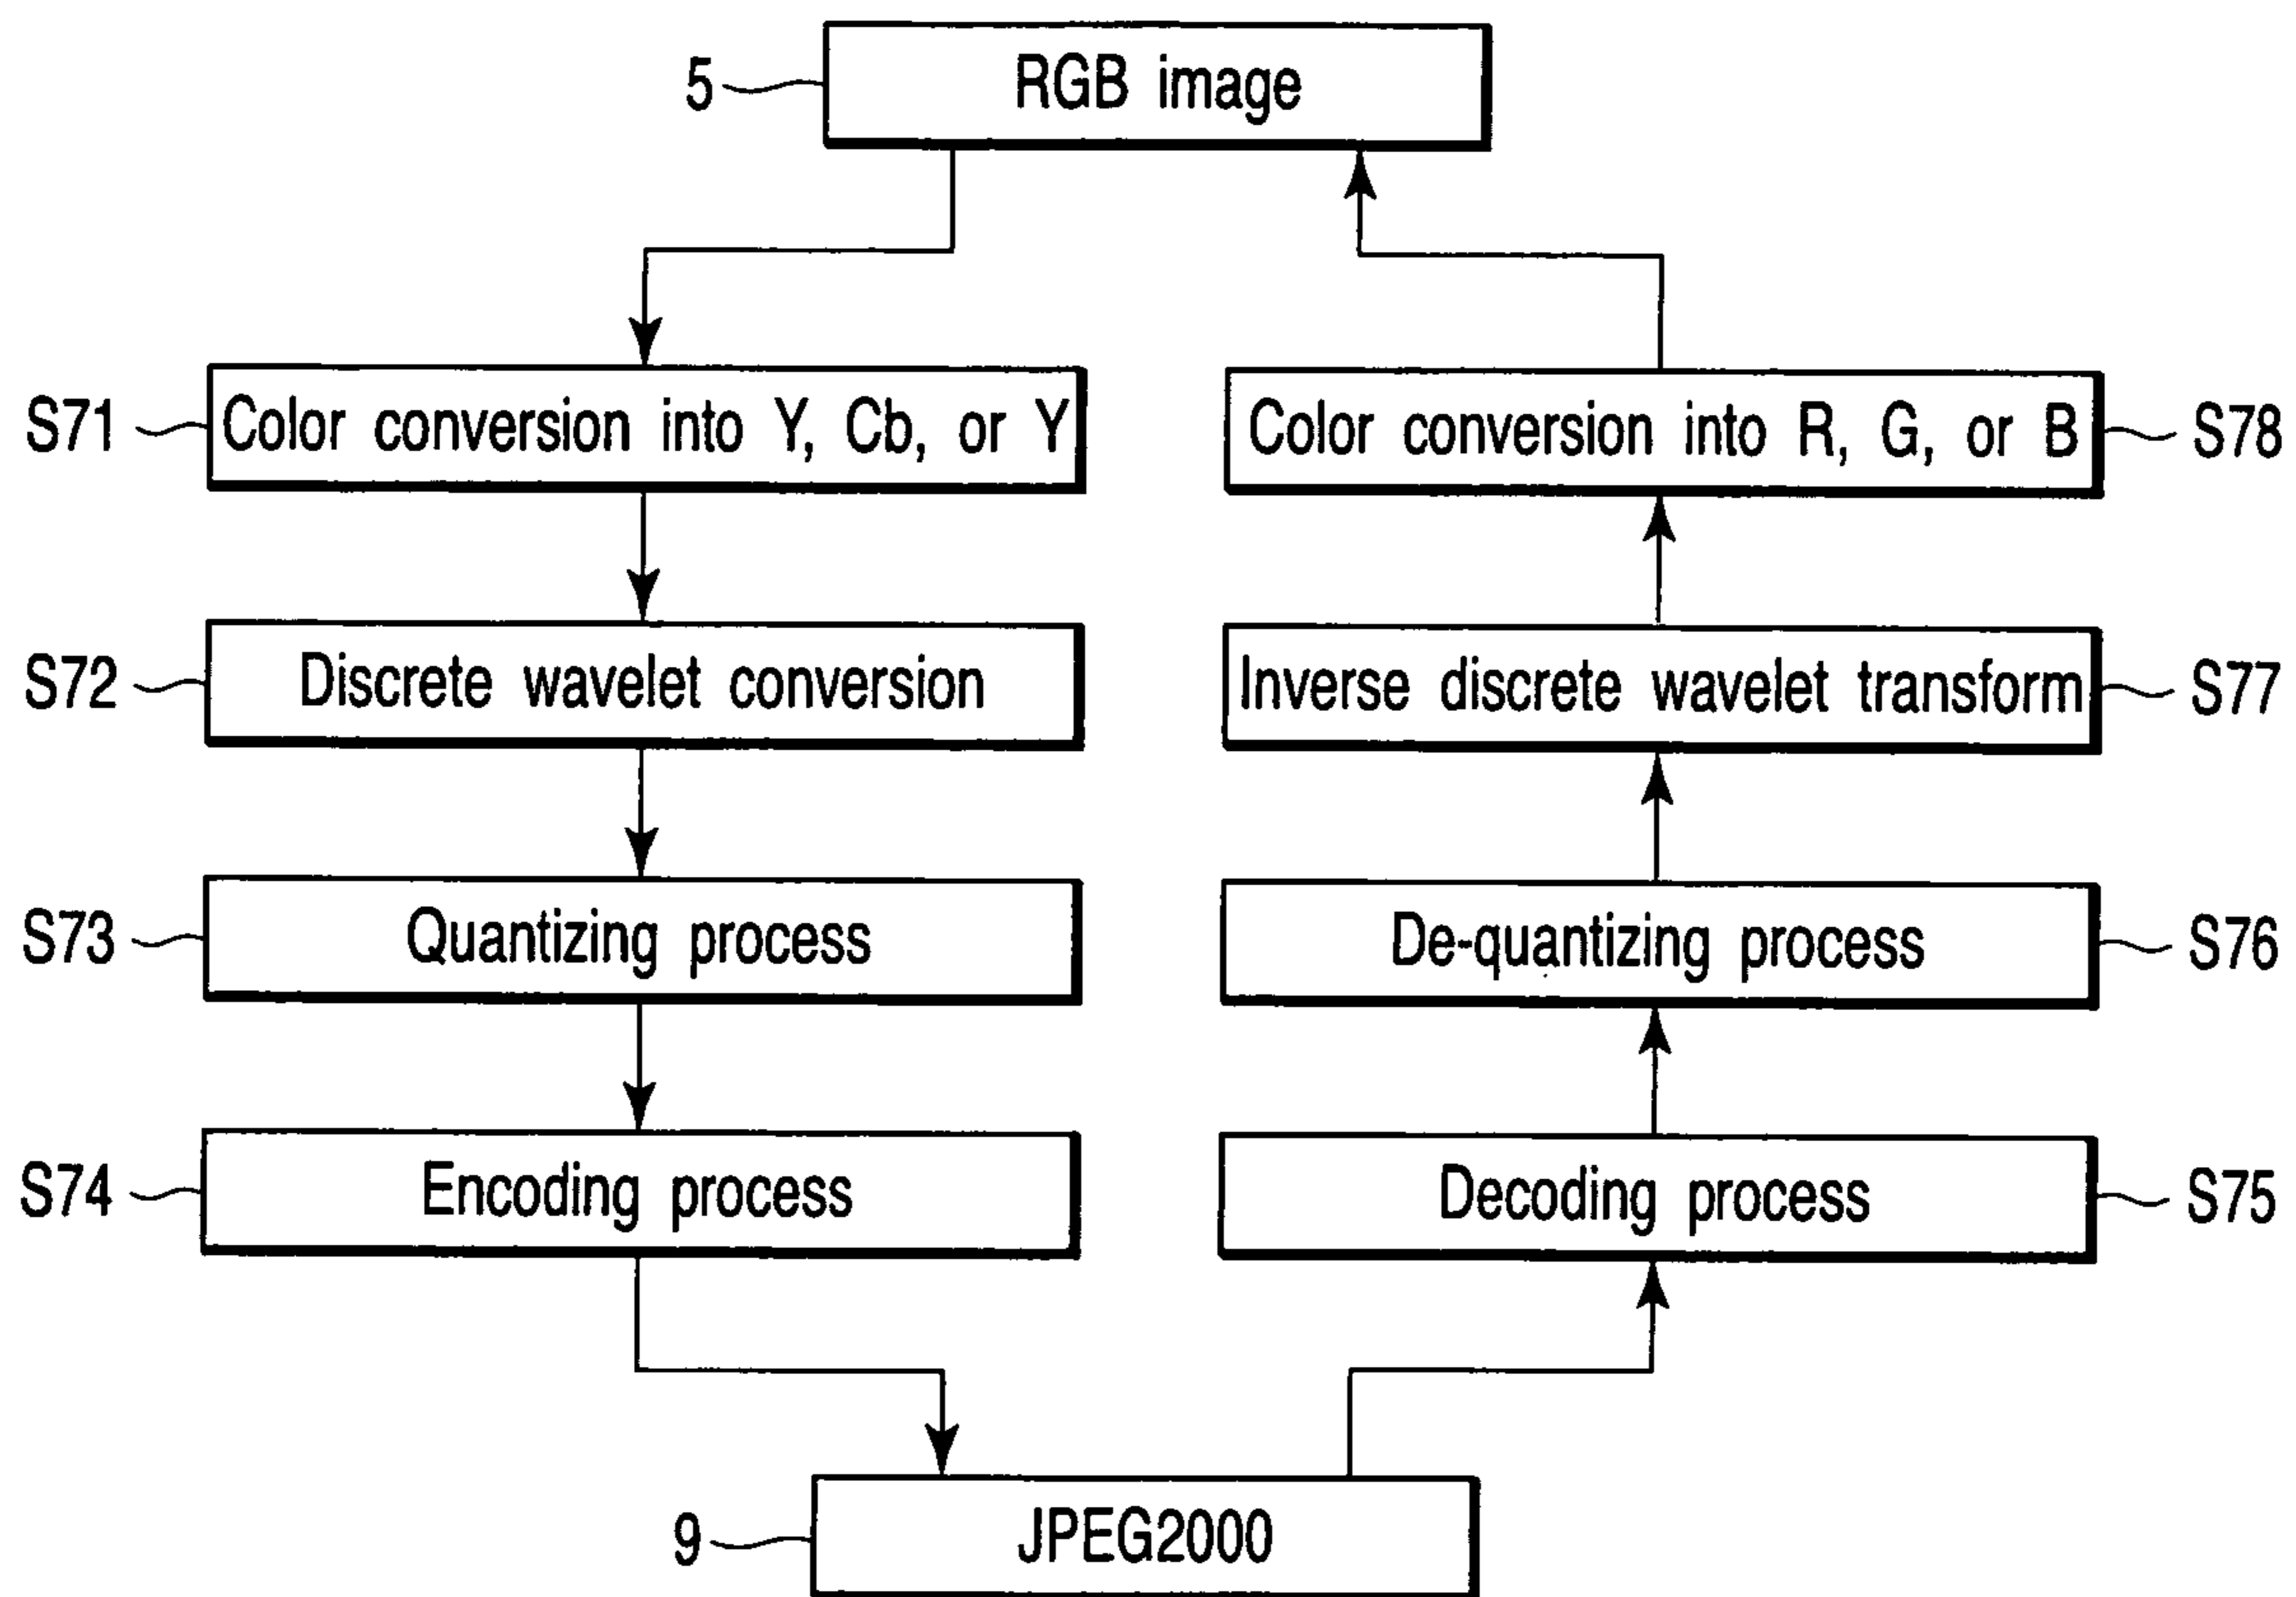 5
RGB image
S71
Color conversion into Y, Cb, or Y
Color conversion into R, G, or B
S78
S72
Discrete wavelet conversion
Inverse discrete wavelet transform
S77
S73
Quantizing process
De-quantizing process
S76
S74
Encoding process
Decoding process
S75
9
JPEG2000